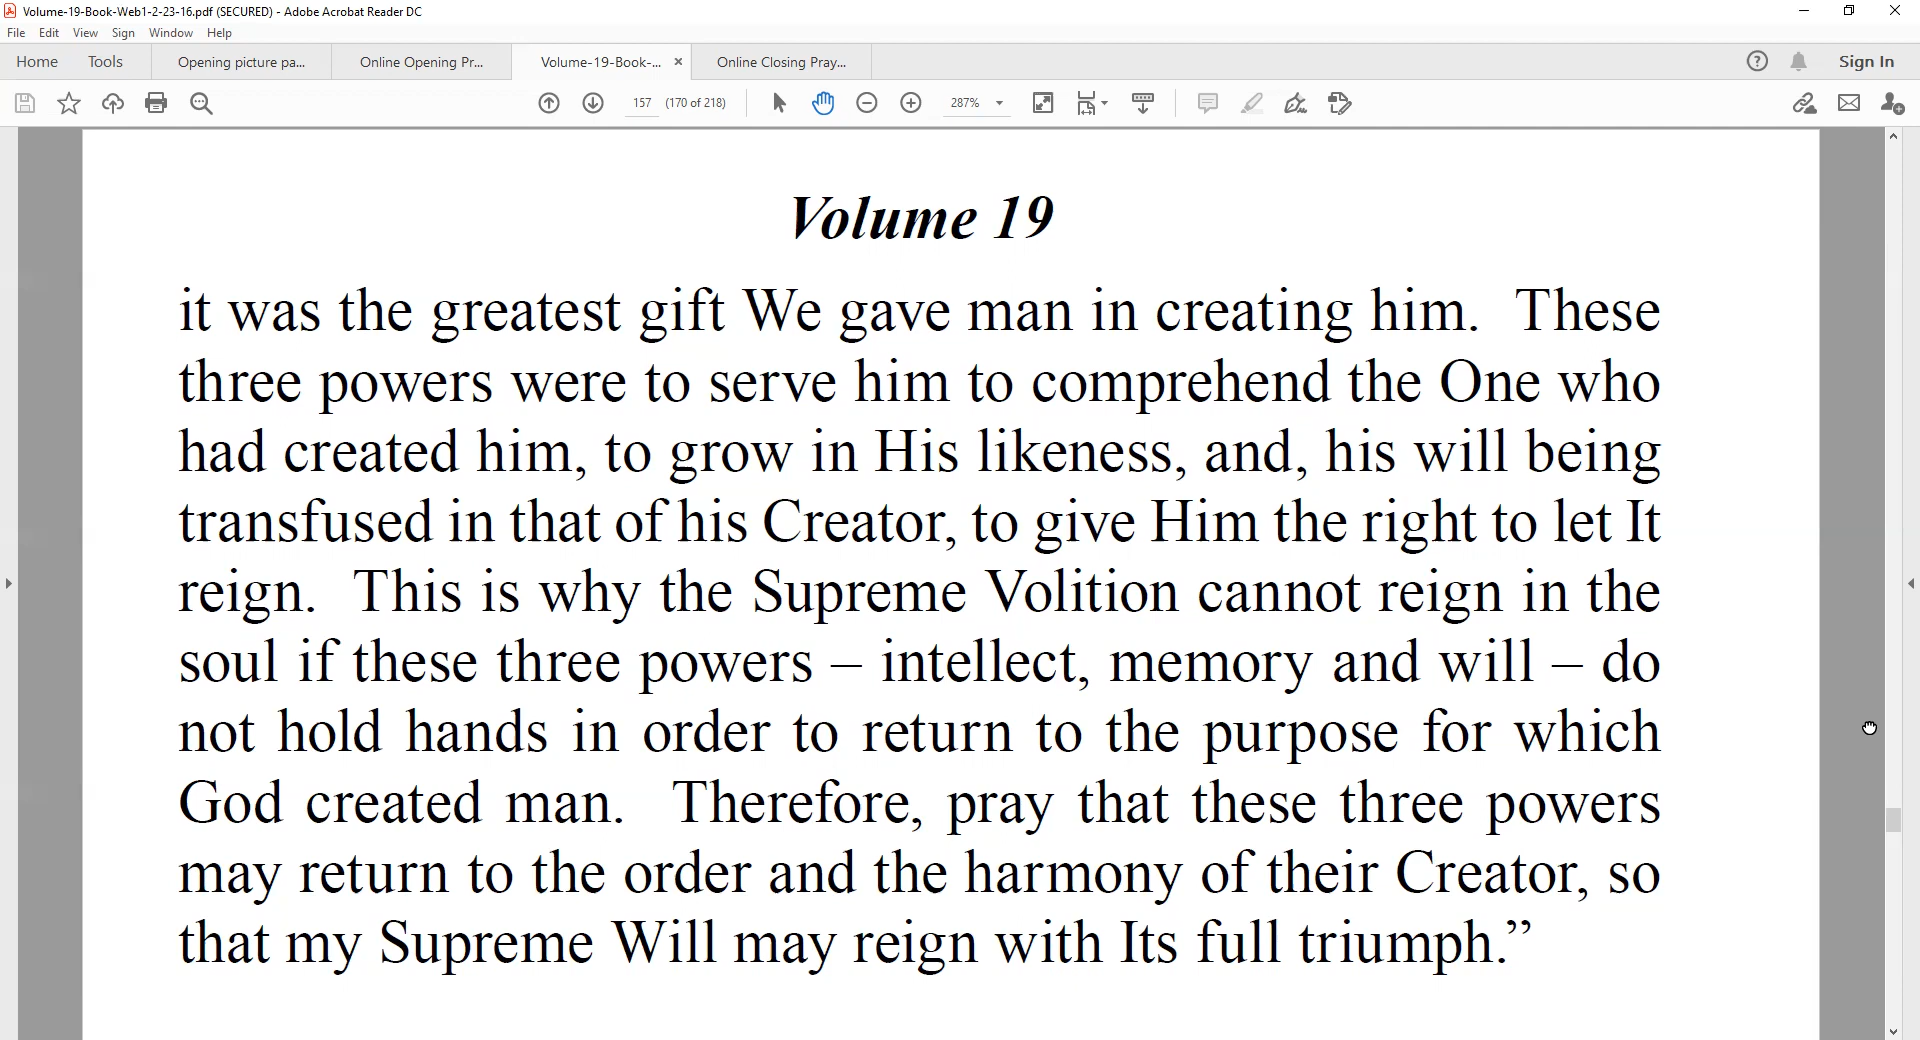 Volume-19-Book-Web1-2-23-16.pdf (SECURED) - Adobe Acrobat Reader DC
File Edit View Sign Window Help
Home Tools Opening picture pa... Online Opening Pr... Volume-19-Book-... × Online Closing Pray... Sign In
157 (170 of 218) 287%
Volume 19
it was the greatest gift We gave man in creating him. These
three powers were to serve him to comprehend the One who
had created him, to grow in His likeness, and, his will being
transfused in that of his Creator, to give Him the right to let It
reign. This is why the Supreme Volition cannot reign in the
soul if these three powers – intellect, memory and will – do
not hold hands in order to return to the purpose for which
God created man. Therefore, pray that these three powers
may return to the order and the harmony of their Creator, so
that my Supreme Will may reign with Its full triumph.”